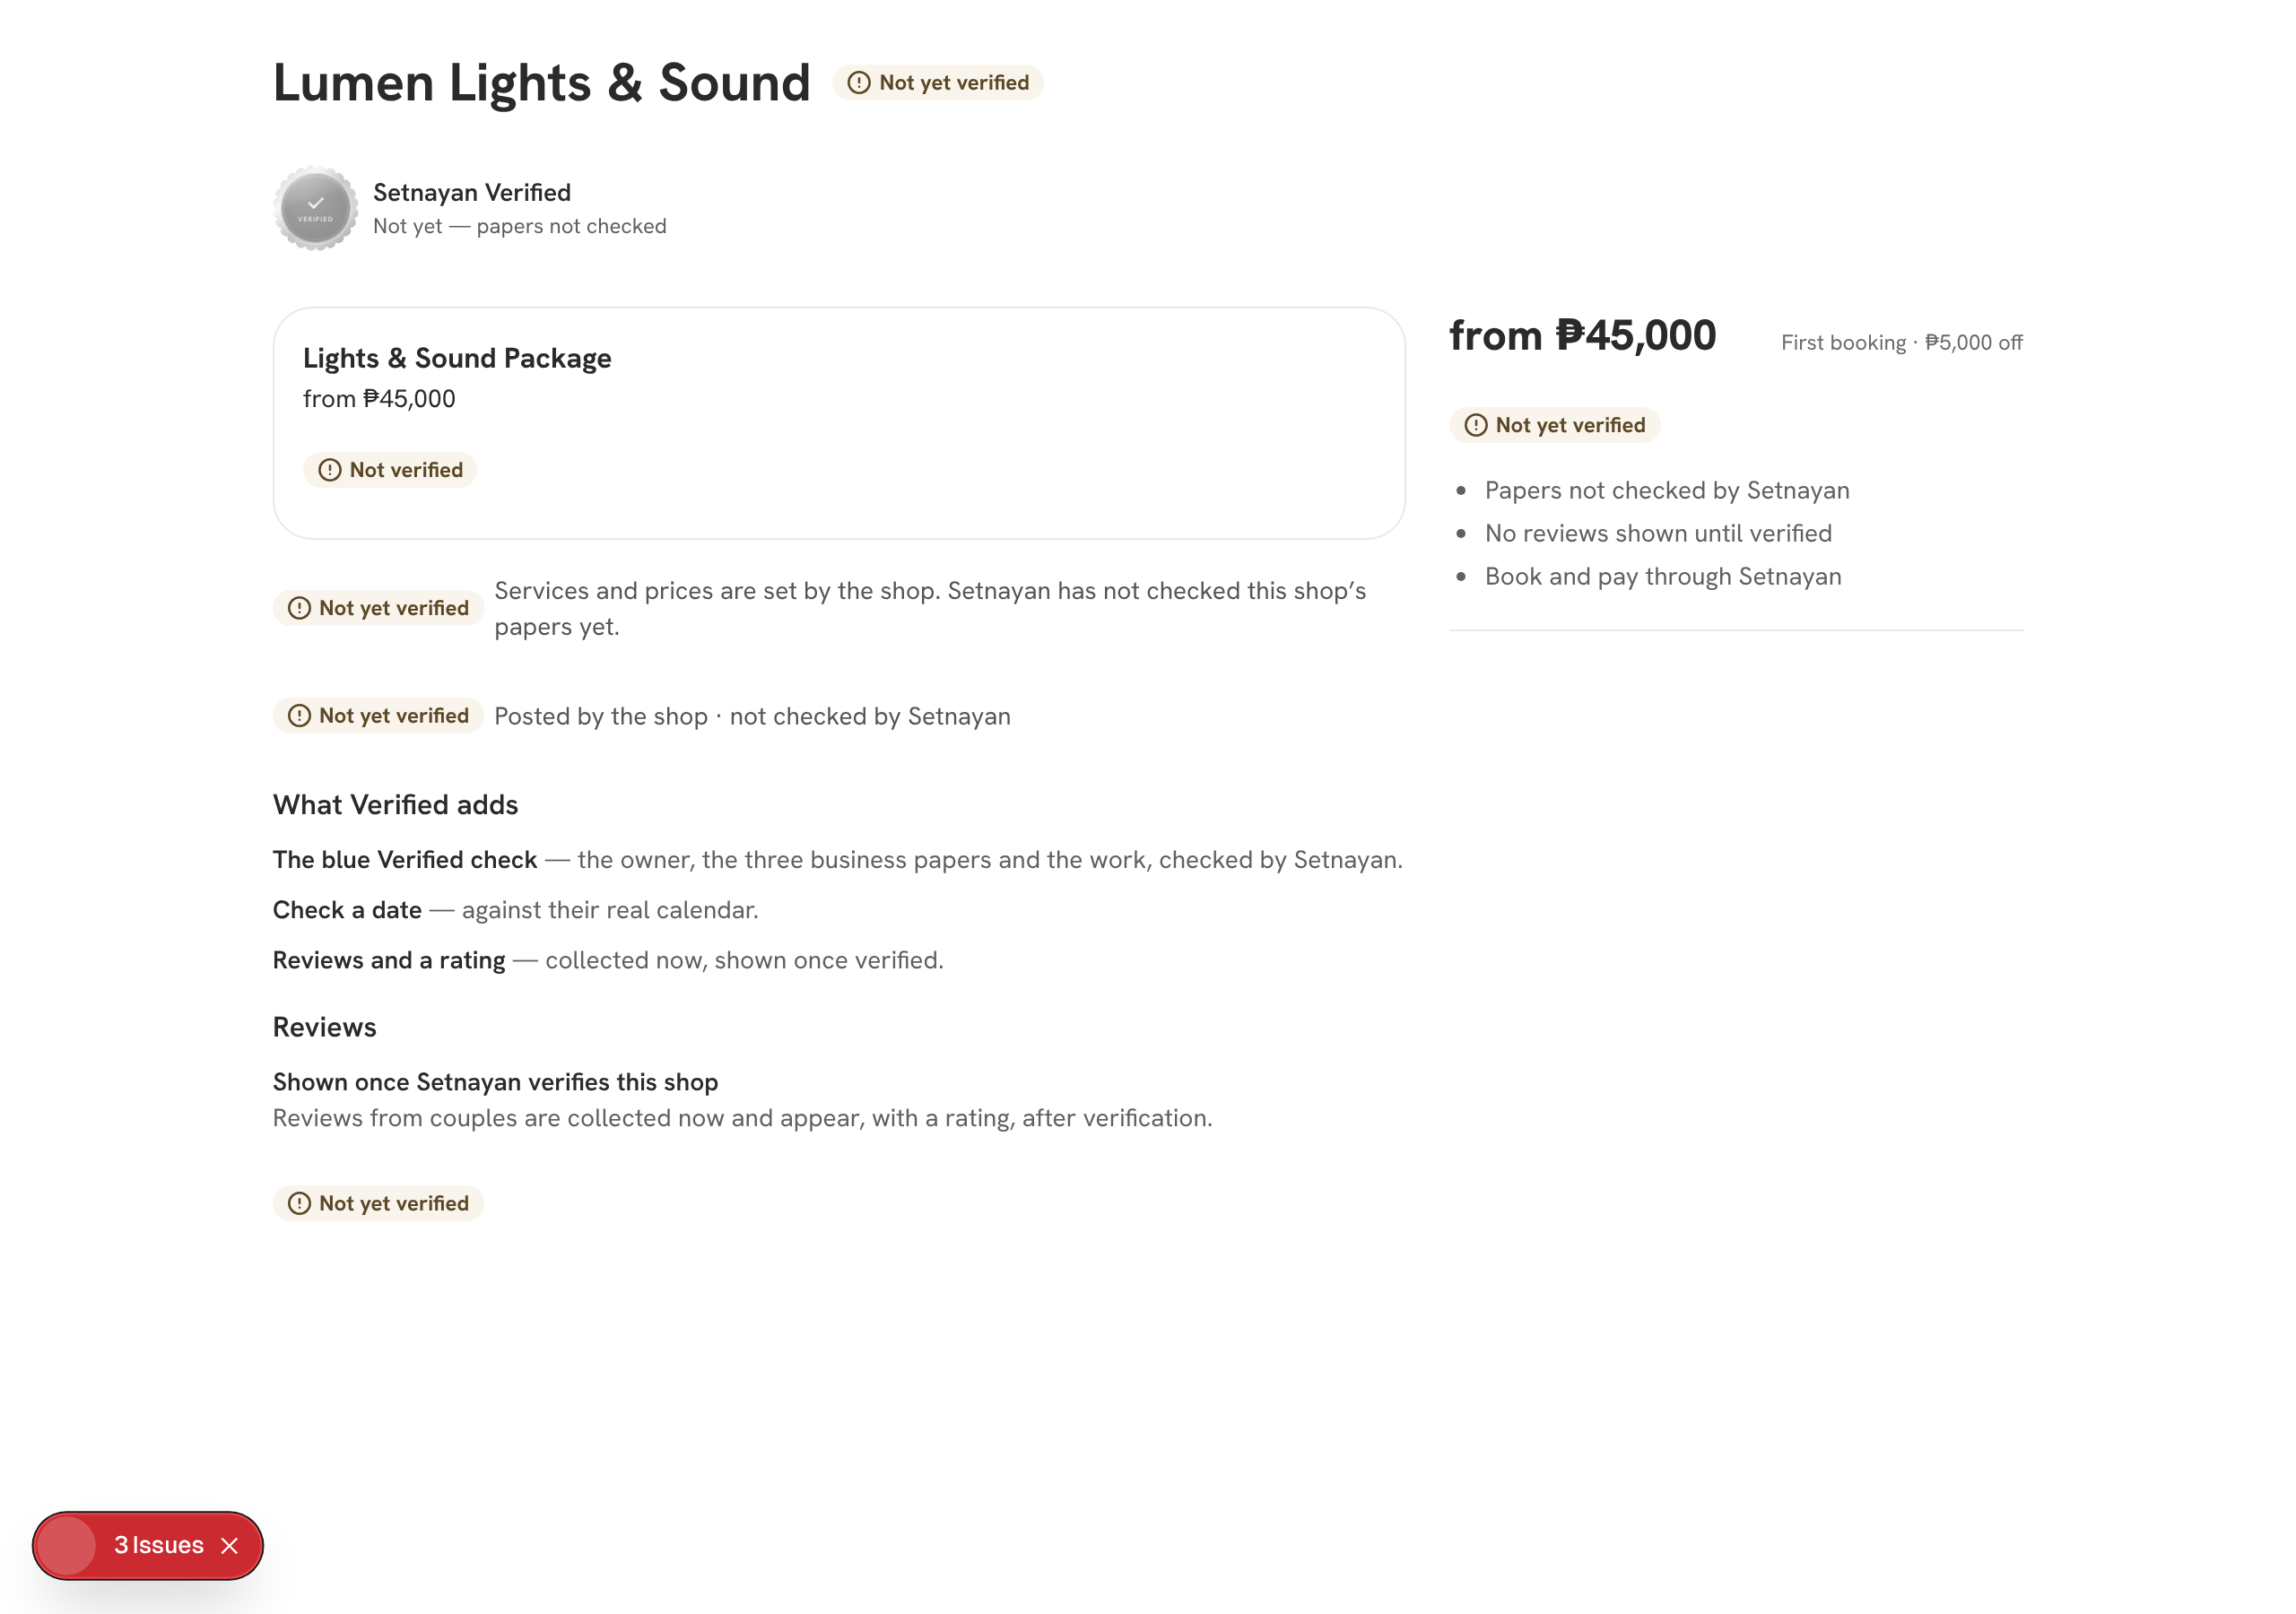 Lumen Lights & Sound
Not yet verified
VERIFIED
Setnayan Verified
Not yet — papers not checked
Lights & Sound Package
from ₱45,000
Not verified
from ₱45,000
First booking · ₱5,000 off
Not yet verified
Papers not checked by Setnayan
No reviews shown until verified
Book and pay through Setnayan
Not yet verified
Services and prices are set by the shop. Setnayan has not checked this shop’s
papers yet.
Not yet verified
Posted by the shop · not checked by Setnayan
What Verified adds
The blue Verified check — the owner, the three business papers and the work, checked by Setnayan.
Check a date — against their real calendar.
Reviews and a rating — collected now, shown once verified.
Reviews
Shown once Setnayan verifies this shop
Reviews from couples are collected now and appear, with a rating, after verification.
Not yet verified
3 Issues